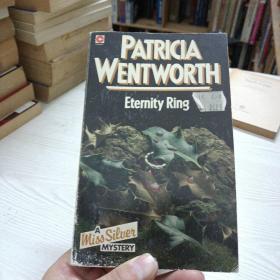 PATRICIA
WENTWORTH
Eternity Ring
A
Miss Silver
MYSTERY